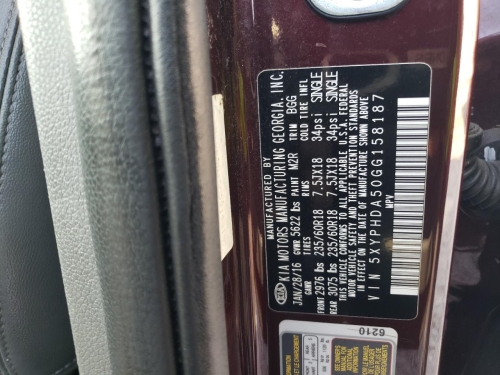 MANUFACTURED BY
KIA KIA MOTORS MANUFACTURING GEORGIA, INC.
JAN/28/16 PAINT M2R TRIM BGG
GVWR 5622 lbs
GAWR RIMS COLD TIRE INFL
FRONT 2976 lbs 235/60R18 7.5JX18 34psi SINGLE
REAR 3075 lbs 235/60R18 7.5JX18 34psi SINGLE
THIS VEHICLE CONFORMS TO ALL APPLICABLE U.S.A. FEDERAL
MOTOR VEHICLE SAFETY AND THEFT PREVENTION STANDARDS
IN EFFECT ON THE DATE OF MANUFACTURE SHOWN ABOVE
VIN 5XYPHDA50GG158187
MPV
6210